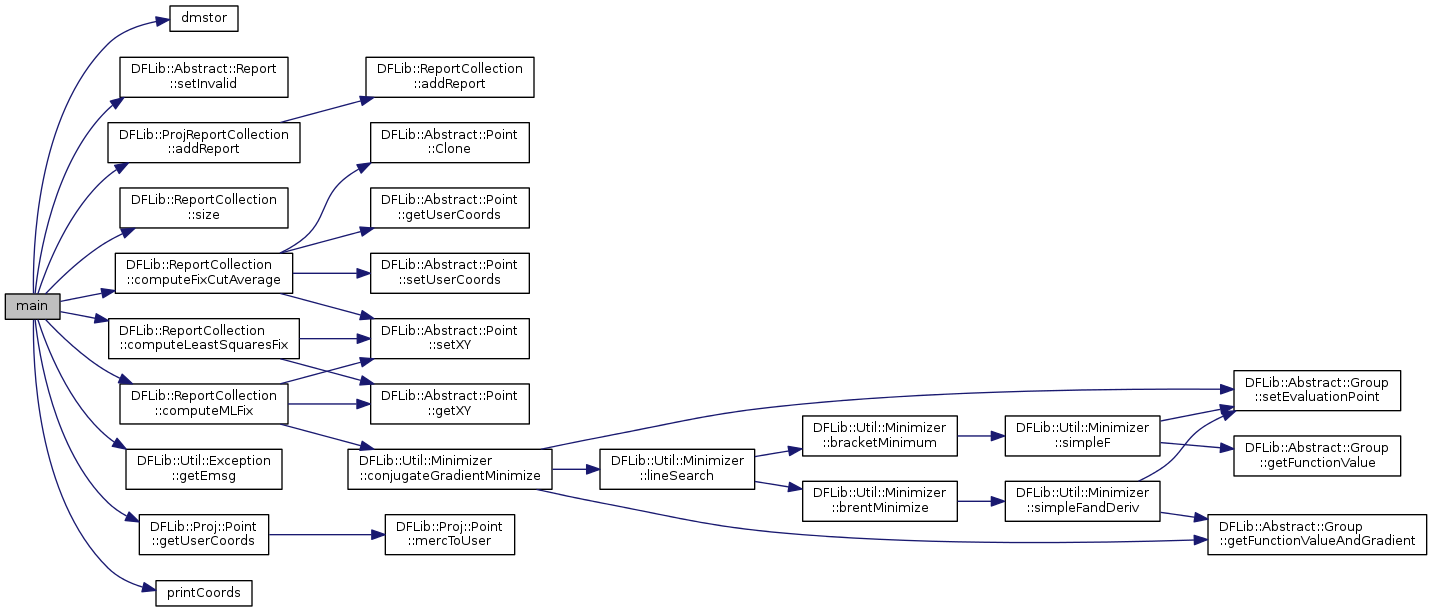 main
dmstor
DFLib::Abstract::Report
::setInvalid
DFLib::ProjReportCollection
::addReport
DFLib::ReportCollection
::addReport
DFLib::ReportCollection
::size
DFLib::ReportCollection
::computeFixCutAverage
DFLib::Abstract::Point
::Clone
DFLib::Abstract::Point
::getUserCoords
DFLib::Abstract::Point
::setUserCoords
DFLib::Abstract::Point
::setXY
DFLib::ReportCollection
::computeLeastSquaresFix
DFLib::Abstract::Point
::getXY
DFLib::ReportCollection
::computeMLFix
DFLib::Util::Minimizer
::conjugateGradientMinimize
DFLib::Util::Minimizer
::lineSearch
DFLib::Util::Minimizer
::bracketMinimum
DFLib::Util::Minimizer
::brentMinimize
DFLib::Util::Minimizer
::simpleF
DFLib::Util::Minimizer
::simpleFandDeriv
DFLib::Abstract::Group
::setEvaluationPoint
DFLib::Abstract::Group
::getFunctionValue
DFLib::Abstract::Group
::getFunctionValueAndGradient
DFLib::Util::Exception
::getEmsg
DFLib::Proj::Point
::getUserCoords
DFLib::Proj::Point
::mercToUser
printCoords